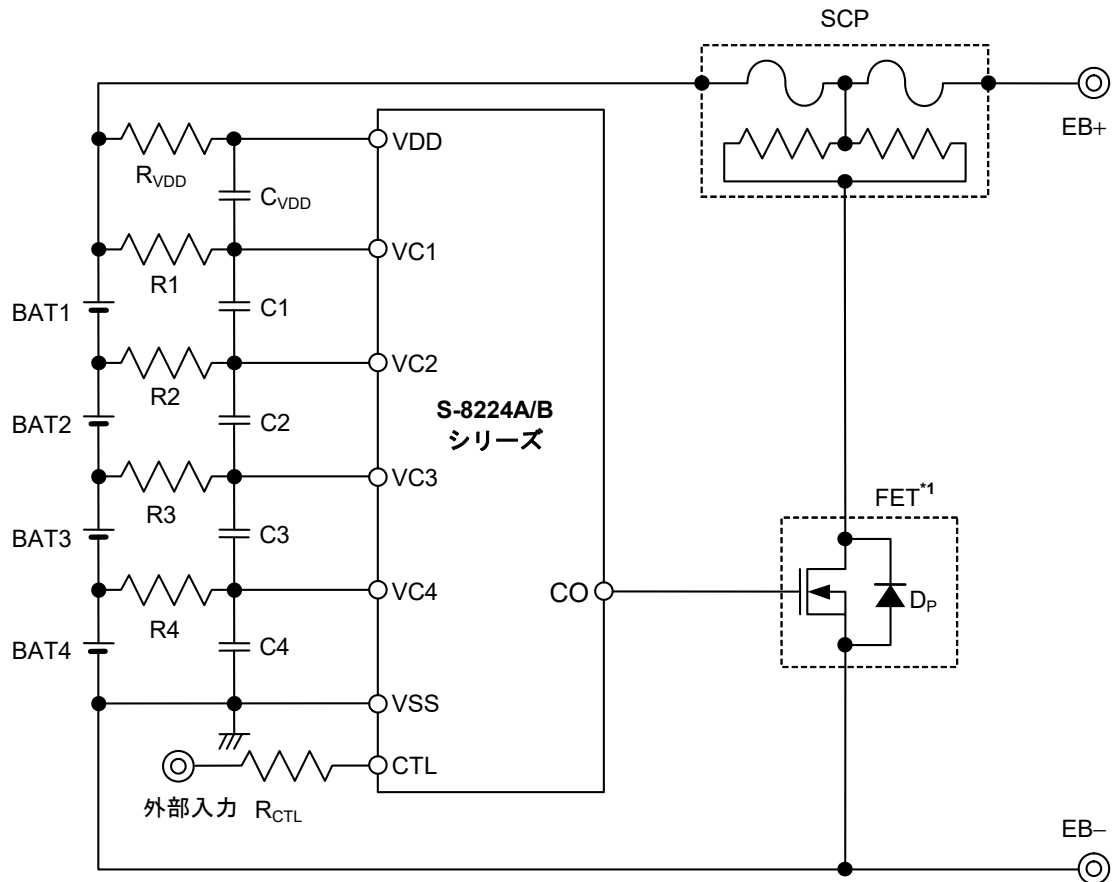 SCP
EB+
VDD
RVDD
CVDD
VC1
R1
BAT1
C1
VC2
R2
S-8224A/B
シリーズ
BAT2
C2
VC3
R3
FET*1
BAT3
C3
CO
VC4
DP
R4
BAT4
C4
VSS
CTL
外部入力
RCTL
EB−